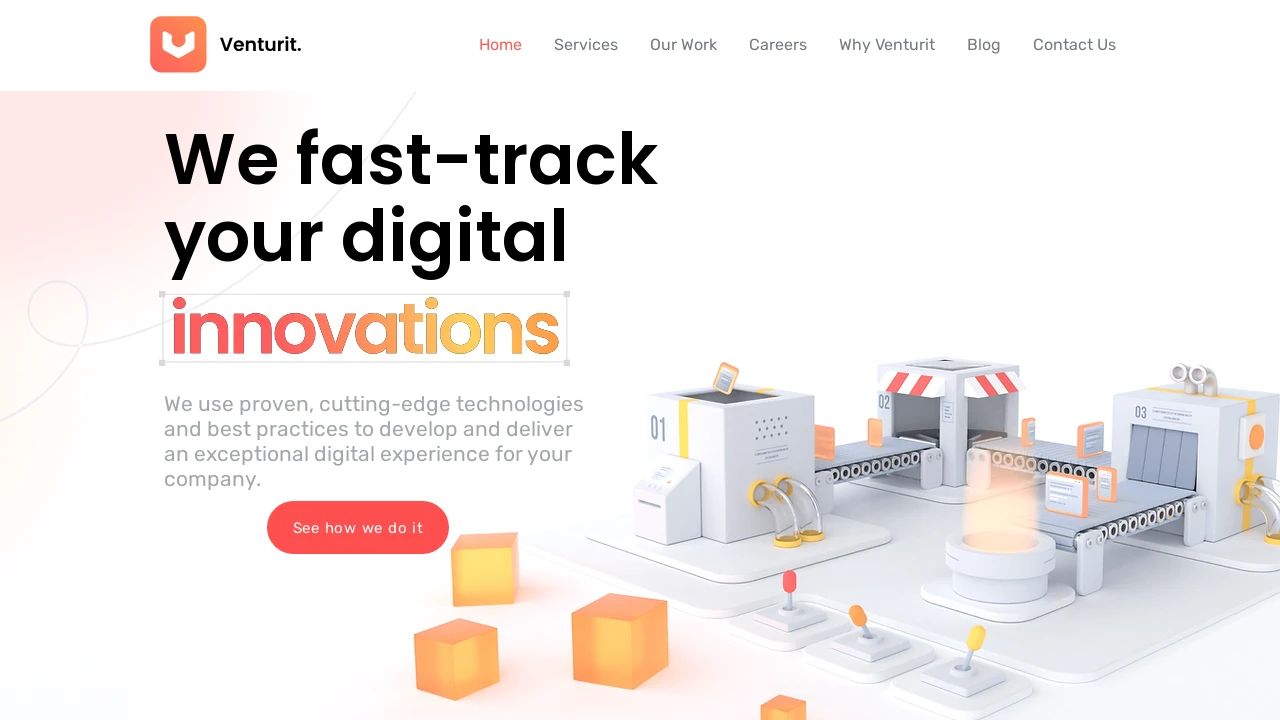 Venturit.
Home Services Our Work Careers Why Venturit Blog Contact Us
We fast-track
your digital
innovations
We use proven, cutting-edge technologies
and best practices to develop and deliver
an exceptional digital experience for your
company.
See how we do it
01
02
03